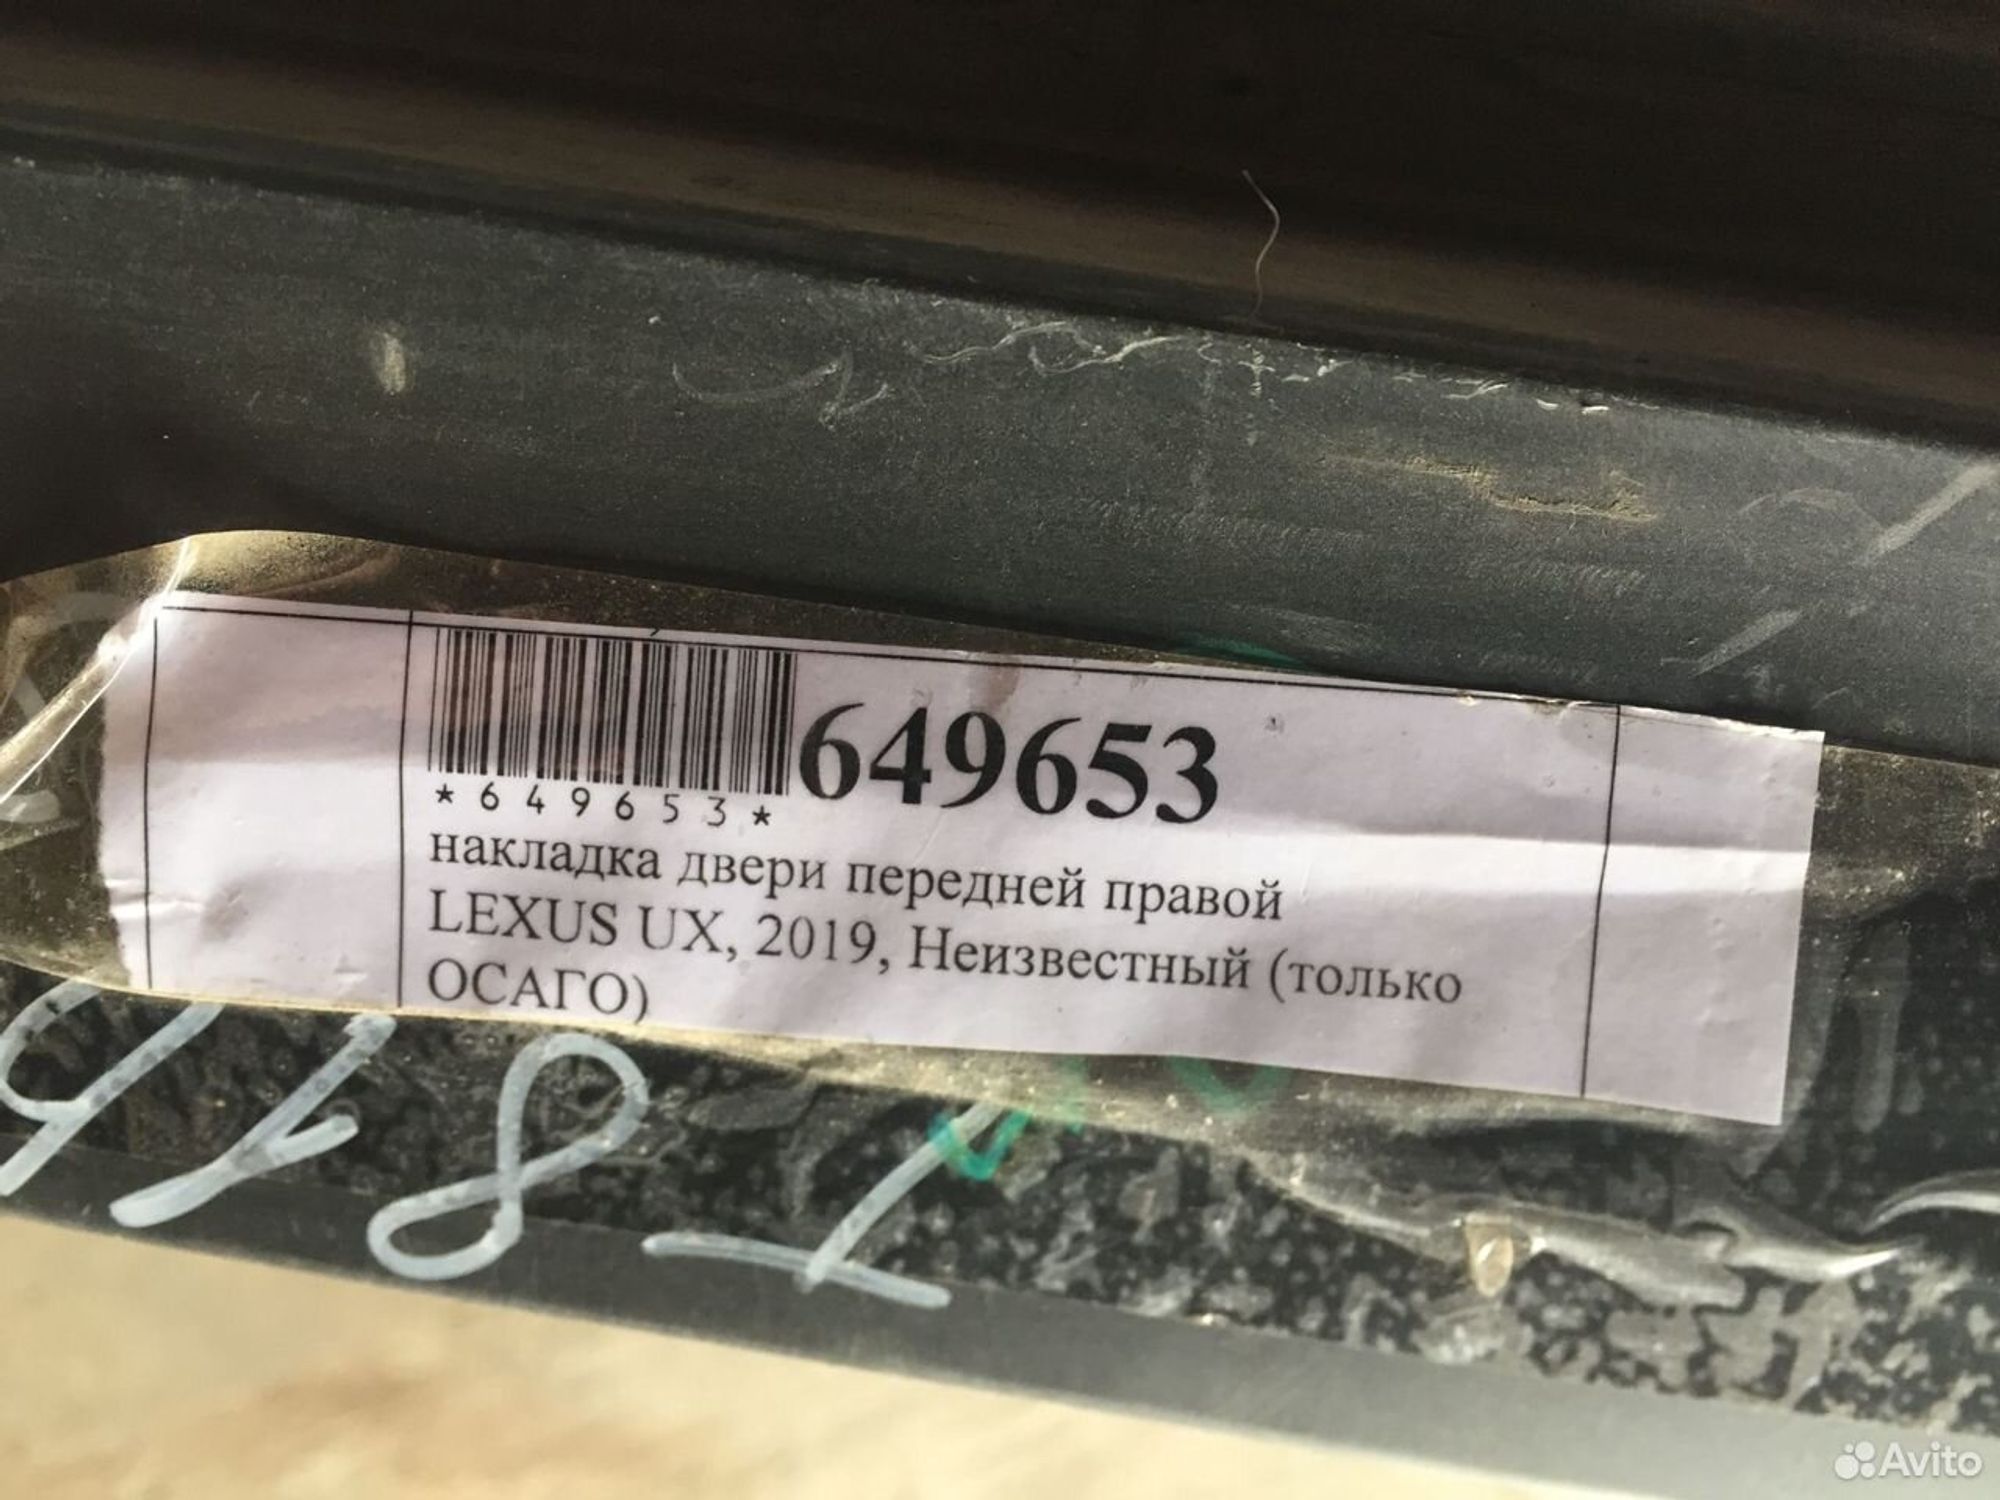 649653
*649653*
накладка двери передней правой
LEXUS UX, 2019, Неизвестный (только
ОСАГО)
Avito